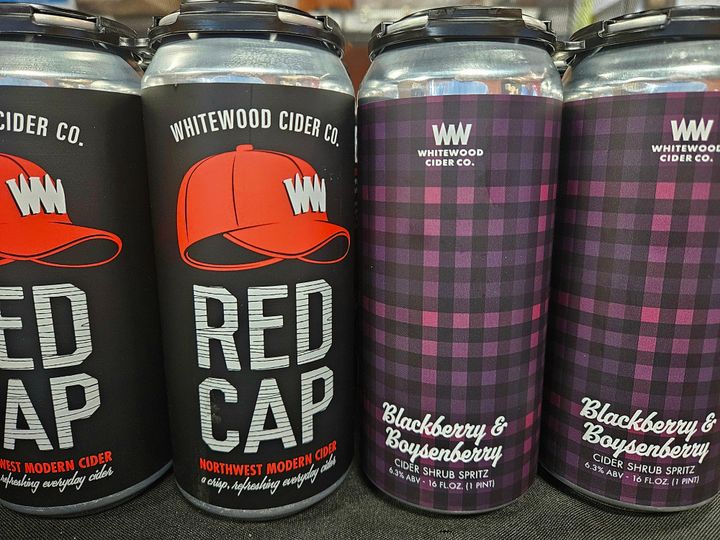 CIDER CO.
WW
ED
CAP
WEST MODERN CIDER
refreshing everyday cider
WHITEWOOD CIDER CO.
WW
RED
CAP
NORTHWEST MODERN CIDER
a crisp, refreshing everyday cider
WW
WHITEWOOD
CIDER CO.
Blackberry &
Boysenberry
CIDER SHRUB SPRITZ
6.3% ABV - 16 FL.OZ. (1 PINT)
WW
WHITEWOOD
CIDER CO.
Blackberry &
Boysenberry
CIDER SHRUB SPRITZ
6.3% ABV - 16 FL.OZ. (1 PINT)